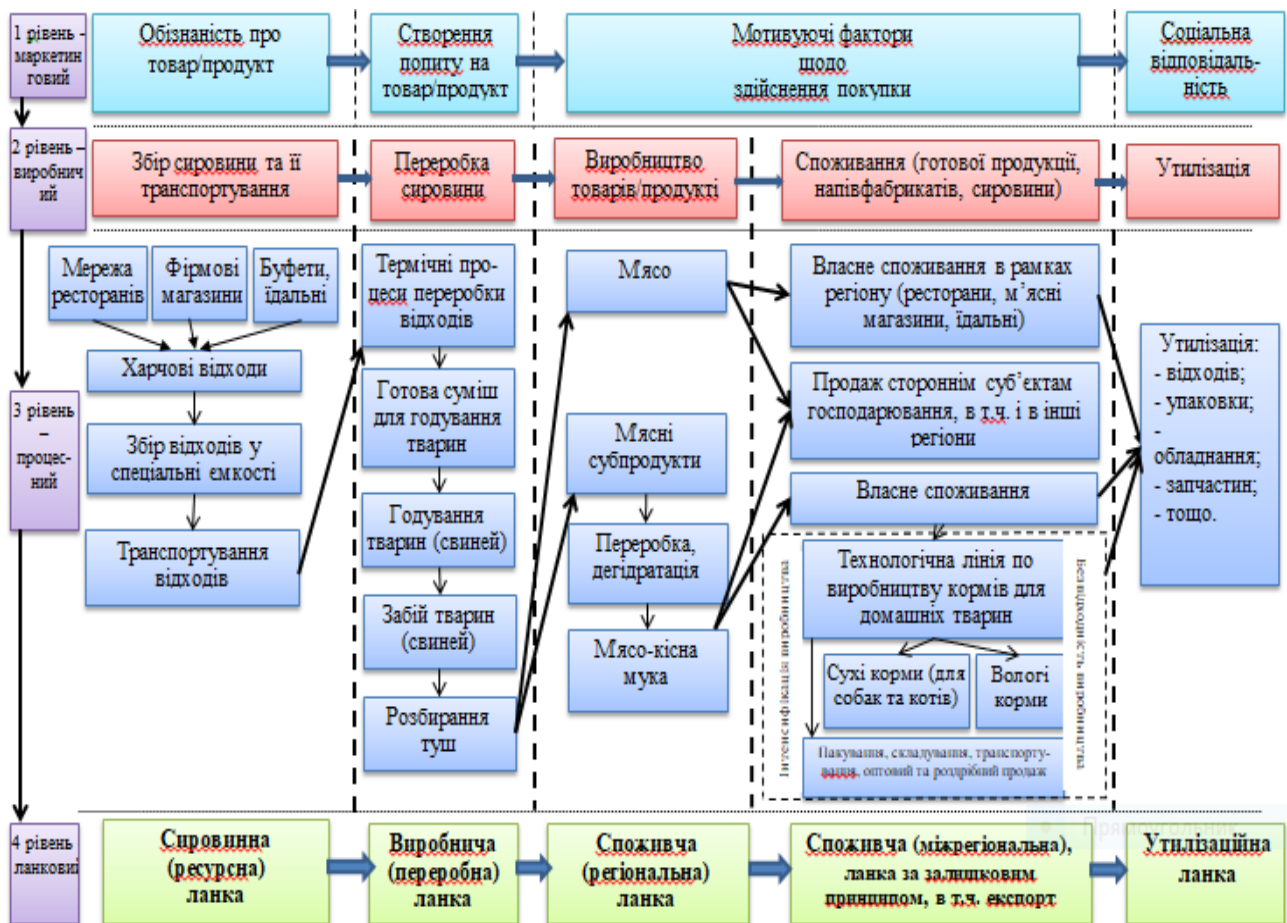 1 рівень -
маркетин
говий
Обізнаність про
товар/продукт
Створення
попиту на
товар/продукт
Мотивуючі фактори
щодо
здійснення покупки
Соціальна
відповідаль-
ність
2 рівень –
виробнич
ий
Збір сировини та її
транспортування
Переробка
сировини
Виробництво
товарів/продукті
Споживання (готової продукції,
напівфабрикатів, сировини)
Утилізація
3 рівень
–
процес-
ний
Мережа
ресторанів
Фірмові
магазини
Буфети,
їдальні
Харчові відходи
Збір відходів у
спеціальні ємкості
Транспортування
відходів
Термічні про-
цеси переробки
відходів
Готова суміш
для годування
тварин
Годування
тварин (свиней)
Забій тварин
(свиней)
Розбирання
туш
Мясо
Мясні
субпродукти
Переробка,
дегідратація
Мясо-кісна
мука
Власне споживання в рамках
регіону (ресторани, м’ясні
магазини, їдальні)
Продаж стороннім суб’єктам
господарювання, в т.ч. і в інші
регіони
Власне споживання
Інтенсифікація виробництва
Технологічна лінія по
виробництву кормів для
домашніх тварин
Сухі корми (для
собак та котів)
Вологі
корми
Пакування, складування, транспорту-
вання, оптовий та роздрібний продаж
Безвідходність виробництва
Утилізація:
- відходів;
- упаковки;
-
обладнання;
- запчастин;
- тощо.
4 рівень
ланкови
Сировинна
(ресурсна)
ланка
Виробнича
(переробна)
ланка
Споживча
(регіональна)
ланка
Споживча (міжрегіональна),
ланка за залишковим
принципом, в т.ч. експорт
Утилізаційна
ланка
Прямоугольник